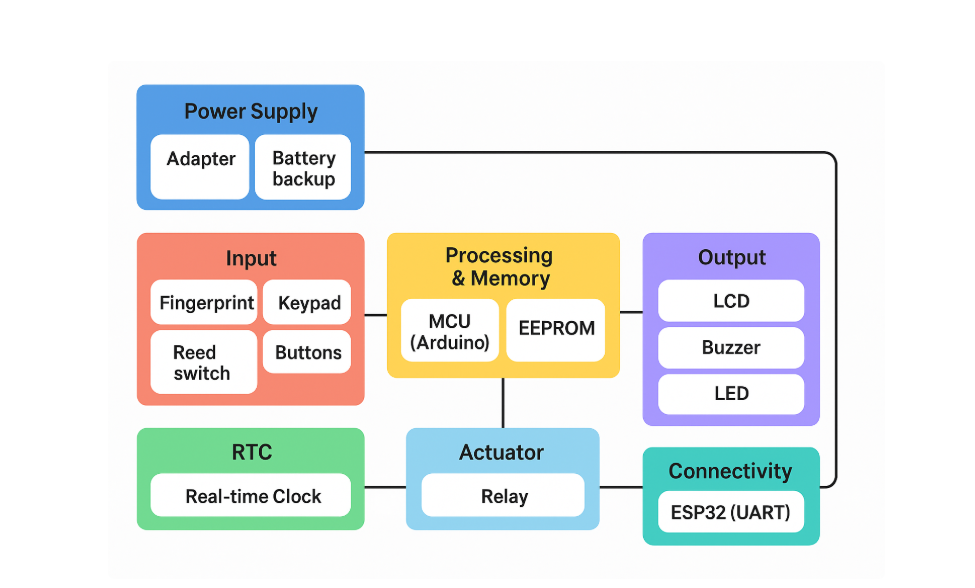 Power Supply
Adapter
Battery
backup
Input
Fingerprint
Keypad
Reed
switch
Buttons
Processing
& Memory
MCU
(Arduino)
EEPROM
Output
LCD
Buzzer
LED
RTC
Real-time Clock
Actuator
Relay
Connectivity
ESP32 (UART)